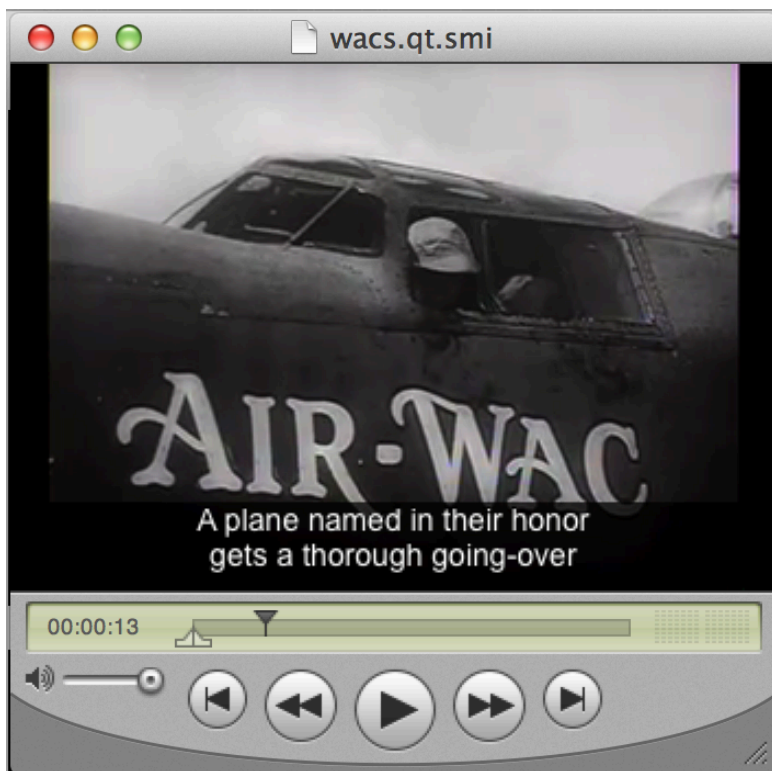 wacs.qt.smi
AIR-WAC
A plane named in their honor
gets a thorough going-over
00:00:13